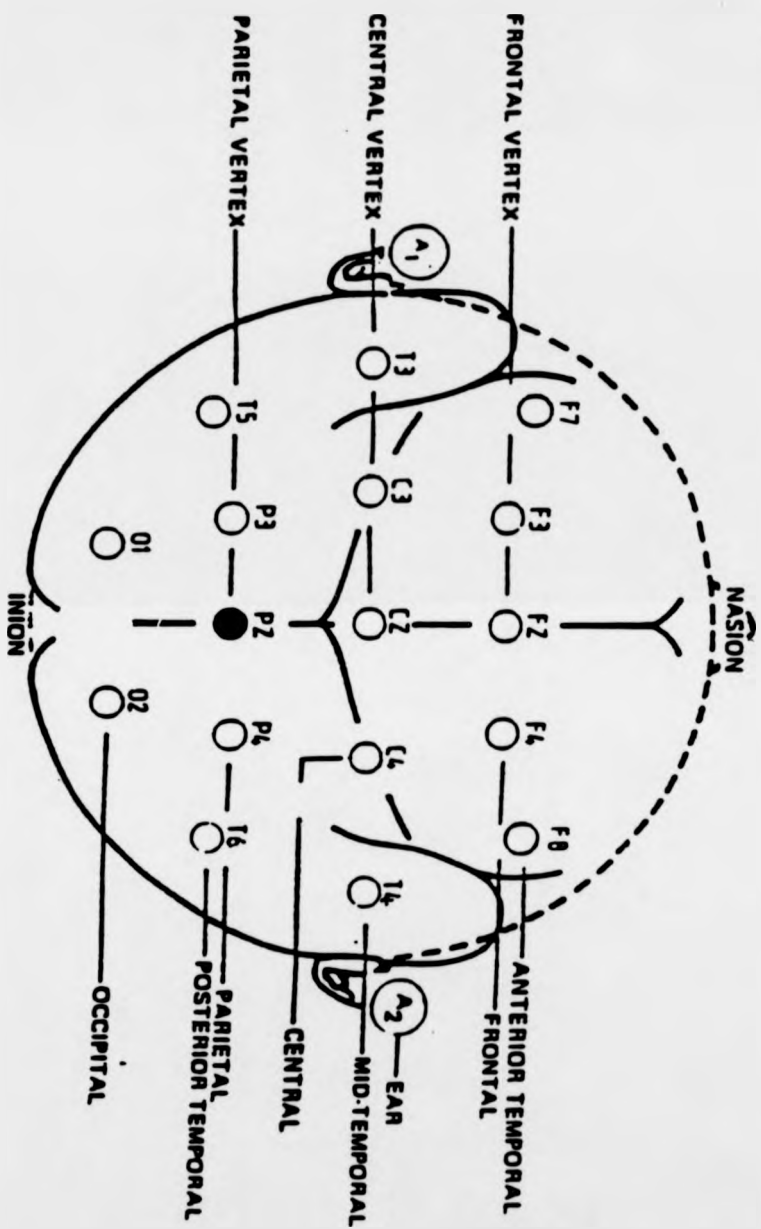 NASION
FRONTAL VERTEX
CENTRAL VERTEX
PARIETAL VERTEX
A1
F7
F3
FZ
F4
F8
T3
C3
CZ
C4
T4
T5
P3
PZ
P4
T6
O1
O2
A2
INION
ANTERIOR TEMPORAL
FRONTAL
EAR
MID-TEMPORAL
CENTRAL
PARIETAL
POSTERIOR TEMPORAL
OCCIPITAL